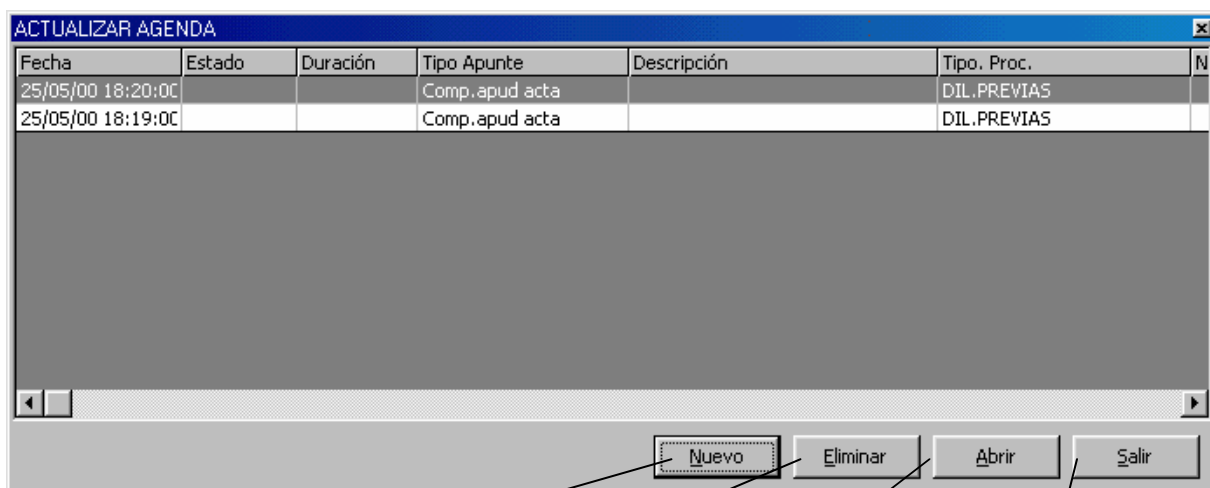 ACTUALIZAR AGENDA
Fecha Estado Duración Tipo Apunte Descripción Tipo. Proc. N
25/05/00 18:20:00 Comp.apud acta DIL.PREVIAS
25/05/00 18:19:00 Comp.apud acta DIL.PREVIAS
Nuevo Eliminar Abrir Salir